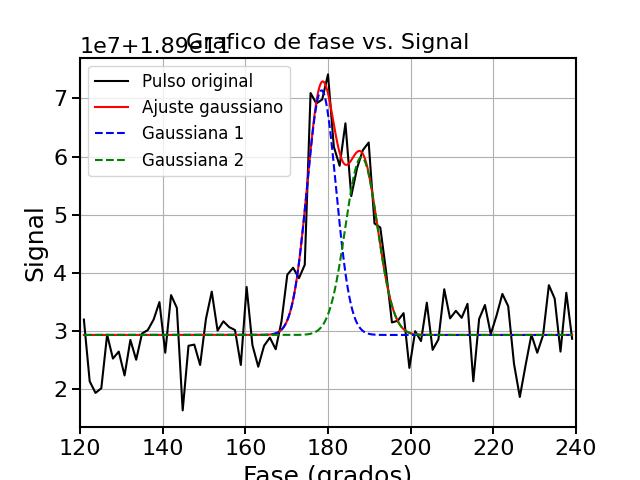 1e7+1.89e11
Grafico de fase vs. Signal
Pulso original
Ajuste gaussiano
Gaussiana 1
Gaussiana 2
7
6
5
4
3
2
Signal
120 140 160 180 200 220 240
Fase (grados)